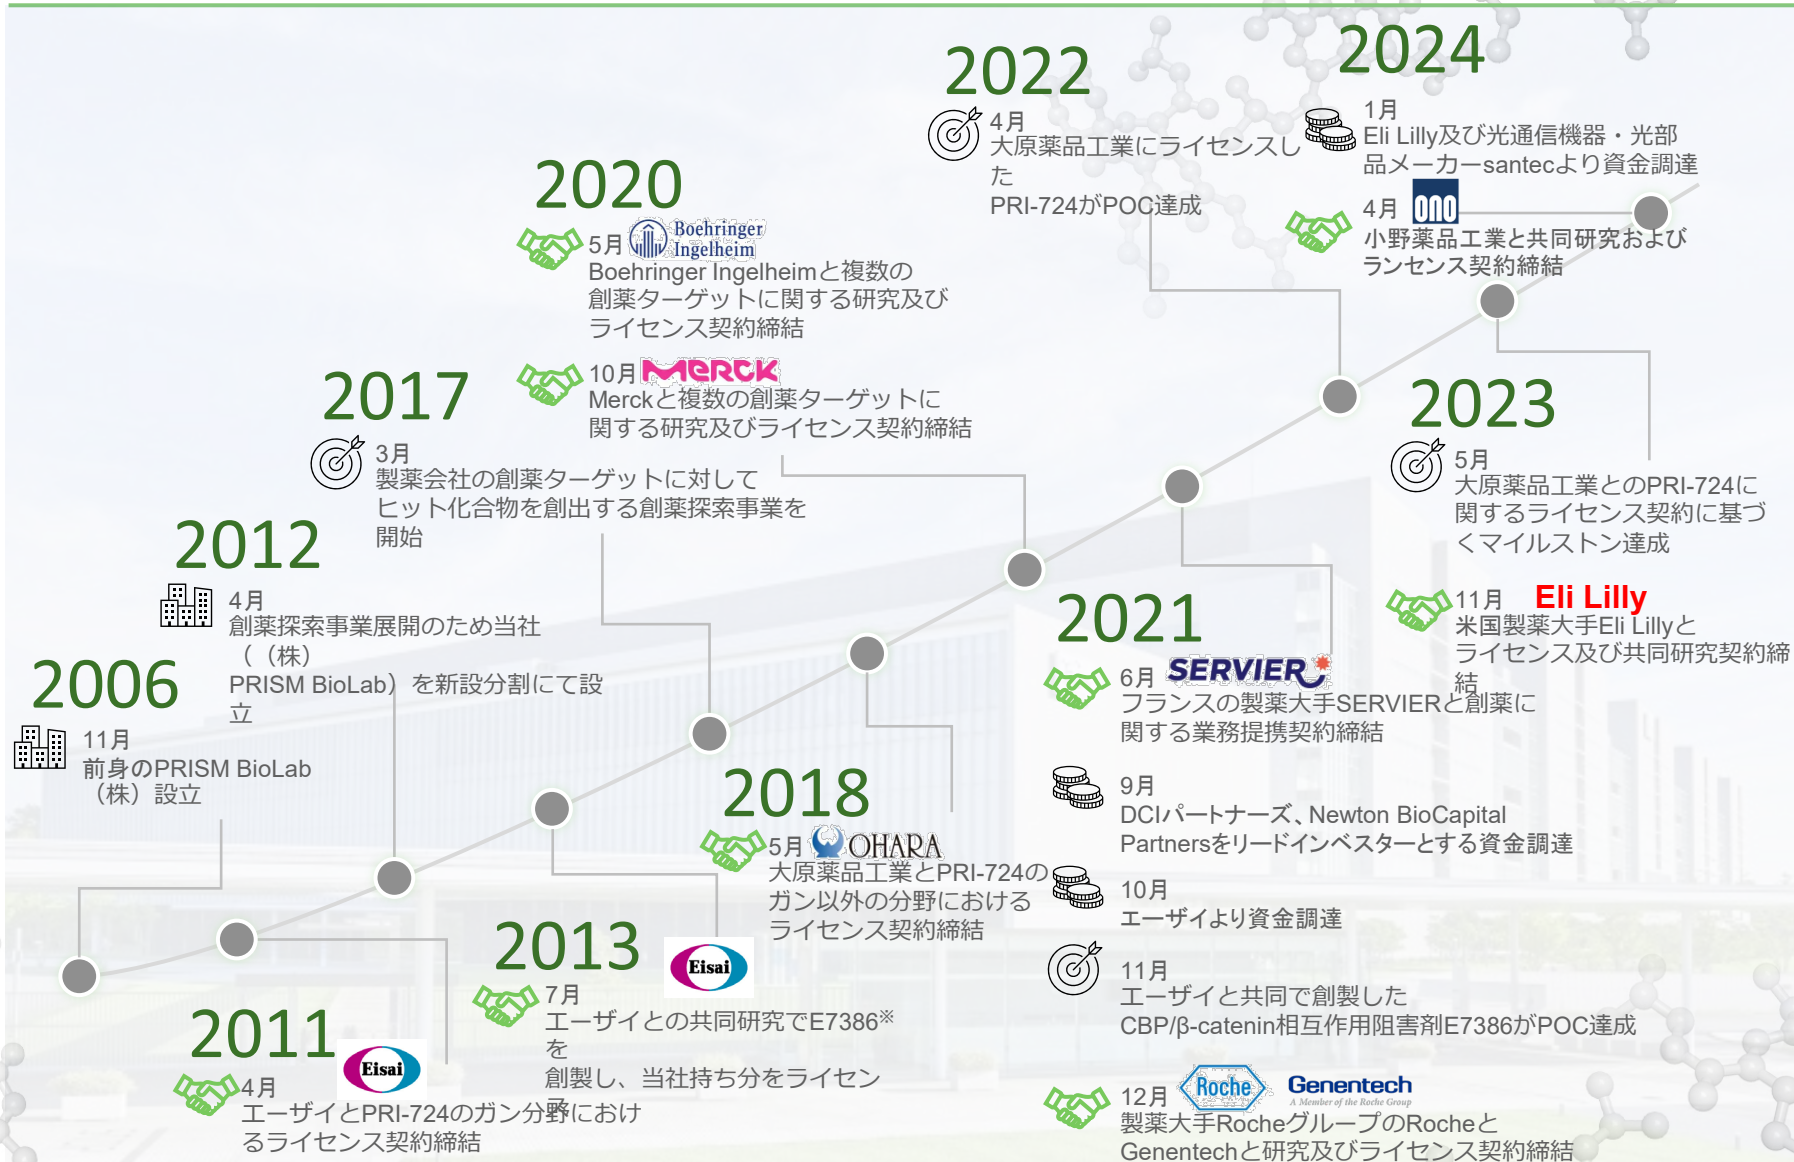 2006
11月
前身のPRISM BioLab
（株）設立
2011
Eisai
4月
エーザイとPRI-724のガン分野におけ
るライセンス契約締結
2012
4月
創薬探索事業展開のため当社
（（株）
PRISM BioLab）を新設分割にて設
立
2013
Eisai
7月
エーザイとの共同研究でE7386※
を
創製し、当社持ち分をライセン
ス
2017
3月
製薬会社の創薬ターゲットに対して
ヒット化合物を創出する創薬探索事業を
開始
2018
5月 OHARA
大原薬品工業とPRI-724の
ガン以外の分野における
ライセンス契約締結
2020
5月 Boehringer
Ingelheim
Boehringer Ingelheimと複数の
創薬ターゲットに関する研究及び
ライセンス契約締結
10月 MERCK
Merckと複数の創薬ターゲットに
関する研究及びライセンス契約締結
2021
6月 SERVIER
フランスの製薬大手SERVIERと創薬に
関する業務提携契約締結
9月
DCIパートナーズ、Newton BioCapital
Partnersをリードインベスターとする資金調達
10月
エーザイより資金調達
11月
エーザイと共同で創製した
CBP/β-catenin相互作用阻害剤E7386がPOC達成
12月 Roche Genentech
A Member of the Roche Group
製薬大手RocheグループのRocheと
Genentechと研究及びライセンス契約締結
2022
4月
大原薬品工業にライセンスし
た
PRI-724がPOC達成
2023
5月
大原薬品工業とのPRI-724に
関するライセンス契約に基づ
くマイルストン達成
11月 Eli Lilly
米国製薬大手Eli Lillyと
ライセンス及び共同研究契約締
結
2024
1月
Eli Lilly及び光通信機器・光部
品メーカーsantecより資金調達
4月 ono
小野薬品工業と共同研究および
ランセンス契約締結